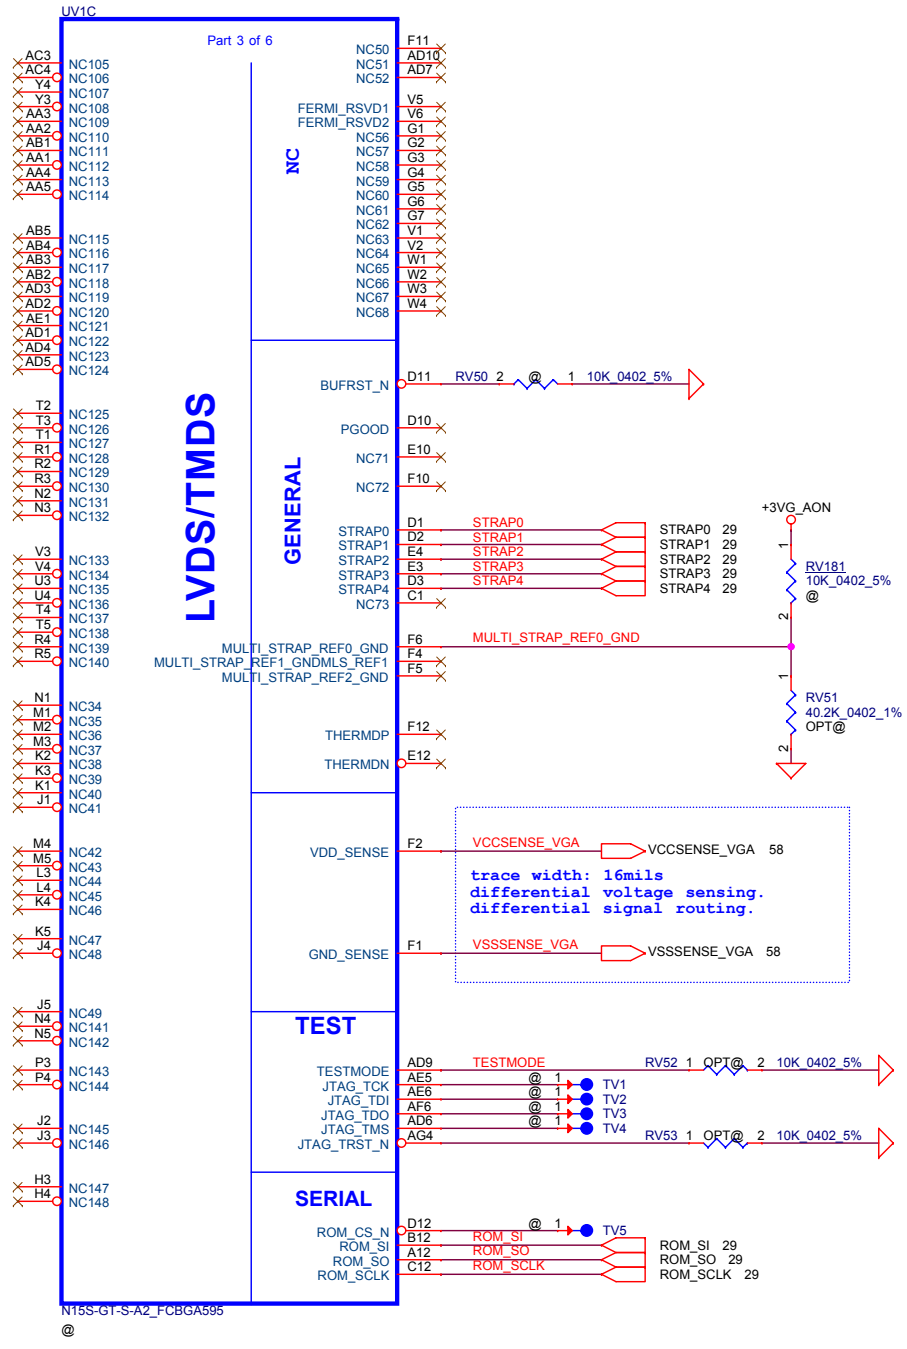 UV1C
Part 3 of 6
AC3 NC105
AC4 NC106
Y4 NC107
Y3 NC108
AA3 NC109
AA2 NC110
AB1 NC111
AA1 NC112
AA4 NC113
AA5 NC114
AB5 NC115
AB4 NC116
AB3 NC117
AB2 NC118
AD3 NC119
AD2 NC120
AE1 NC121
AD1 NC122
AD4 NC123
AD5 NC124
T2 NC125
T3 NC126
T1 NC127
R1 NC128
R2 NC129
R3 NC130
N2 NC131
N3 NC132
V3 NC133
V4 NC134
U3 NC135
U4 NC136
T4 NC137
T5 NC138
R4 NC139
R5 NC140
N1 NC34
M1 NC35
M2 NC36
M3 NC37
K2 NC38
K3 NC39
K1 NC40
J1 NC41
M4 NC42
M5 NC43
L3 NC44
L4 NC45
K4 NC46
K5 NC47
J4 NC48
J5 NC49
N4 NC141
N5 NC142
P3 NC143
P4 NC144
J2 NC145
J3 NC146
H3 NC147
H4 NC148
LVDS/TMDS
NC
NC50 F11
NC51 AD10
NC52 AD7
FERMI_RSVD1 V5
FERMI_RSVD2 V6
NC56 G1
NC57 G2
NC58 G3
NC59 G4
NC60 G5
NC61 G6
NC62 G7
NC63 V1
NC64 V2
NC65 W1
NC66 W2
NC67 W3
NC68 W4
GENERAL
BUFRST_N D11 RV50 2 @ 1 10K_0402_5%
PGOOD D10
NC71 E10
NC72 F10
STRAP0 D1 STRAP0 STRAP0 29
STRAP1 D2 STRAP1 STRAP1 29
STRAP2 E4 STRAP2 STRAP2 29
STRAP3 E3 STRAP3 STRAP3 29
STRAP4 D3 STRAP4 STRAP4 29
NC73 C1
+3VG_AON
1
RV181
10K_0402_5%
@
2
MULTI_STRAP_REF0_GND F6 MULTI_STRAP_REF0_GND
MULTI_STRAP_REF1_GNDMLS_REF1 F4
MULTI_STRAP_REF2_GND F5
1
RV51
40.2K_0402_1%
OPT@
2
THERMDP F12
THERMDN E12
VDD_SENSE F2 VCCSENSE_VGA VCCSENSE_VGA 58
trace width: 16mils
differential voltage sensing.
differential signal routing.
GND_SENSE F1 VSSSENSE_VGA VSSSENSE_VGA 58
TEST
TESTMODE AD9 TESTMODE RV52 1 OPT@ 2 10K_0402_5%
JTAG_TCK AE5 @ 1 TV1
JTAG_TDI AE6 @ 1 TV2
JTAG_TDO AF6 @ 1 TV3
JTAG_TMS AD6 @ 1 TV4
JTAG_TRST_N AG4 RV53 1 OPT@ 2 10K_0402_5%
SERIAL
ROM_CS_N D12 @ 1 TV5
ROM_SI B12 ROM_SI ROM_SI 29
ROM_SO A12 ROM_SO ROM_SO 29
ROM_SCLK C12 ROM_SCLK ROM_SCLK 29
N15S-GT-S-A2_FCBGA595
@